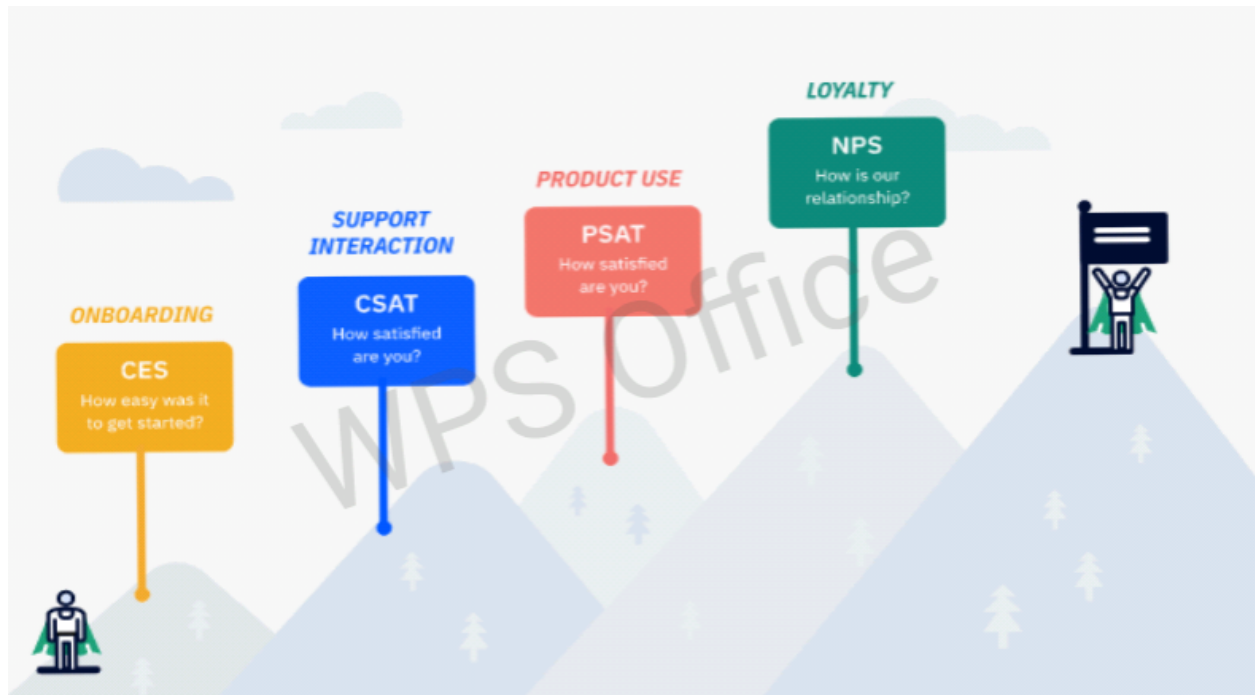 LOYALTY
NPS
How is our
relationship?
PRODUCT USE
PSAT
How satisfied
are you?
SUPPORT
INTERACTION
CSAT
How satisfied
are you?
ONBOARDING
CES
How easy was it
to get started?
WPS Office